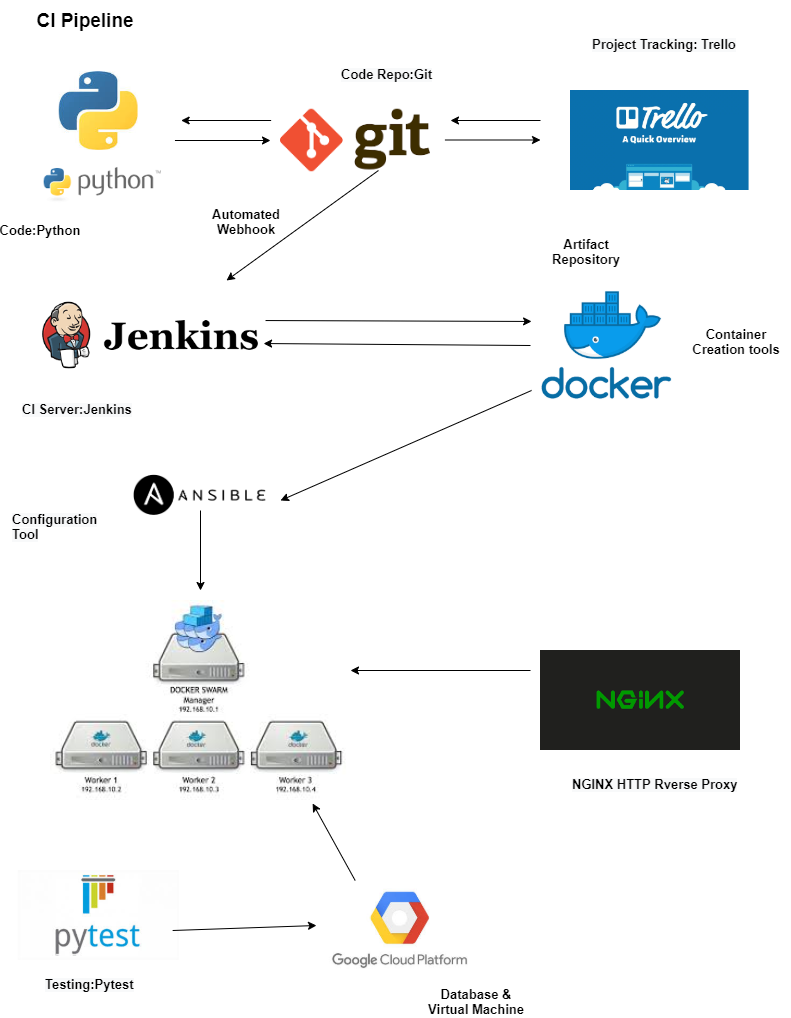 CI Pipeline
Project Tracking: Trello
Code Repo:Git
Trello
A Quick Overview
git
python™
Code:Python
Automated
Webhook
Artifact
Repository
Jenkins
Container
Creation tools
docker
CI Server:Jenkins
ANSIBLE
Configuration
Tool
DOCKER SWARM
Manager
192.168.10.1
NGINX
docker
docker
docker
Worker 1
192.168.10.2
Worker 2
192.168.10.3
Worker 3
192.168.10.4
NGINX HTTP Rverse Proxy
pytest
Google Cloud Platform
Testing:Pytest
Database &
Virtual Machine